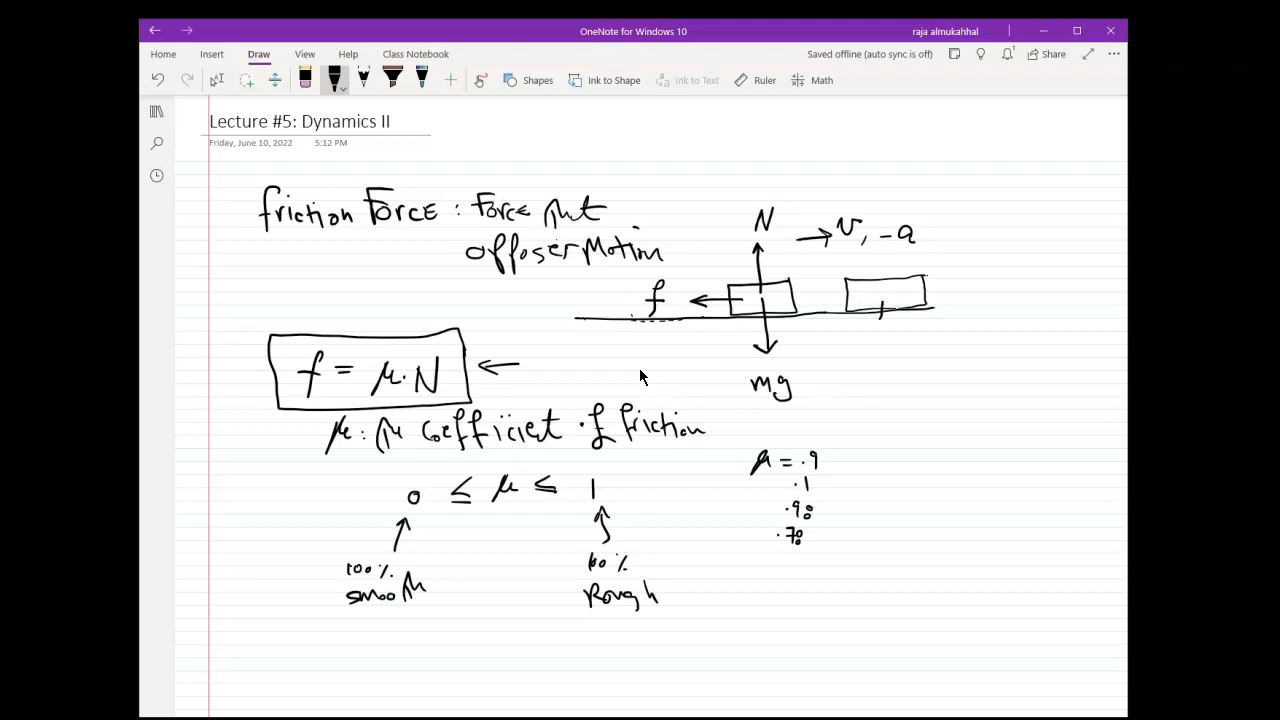 OneNote for Windows 10
raja almukahhal
Home Insert Draw View Help Class Notebook
Saved offline (auto sync is off)
Share
Shapes Ink to Shape Ink to Text Ruler Math
Lecture #5: Dynamics II
Friday, June 10, 2022 5:12 PM
friction Force : Force that
opposes Motion
N
→ v, -a
f
f = μ·N ←
mg
μ: the coefficient of friction
0 ≤ μ ≤ 1
μ = .9
.1
.98
.78
100%
smooth
100%
Rough